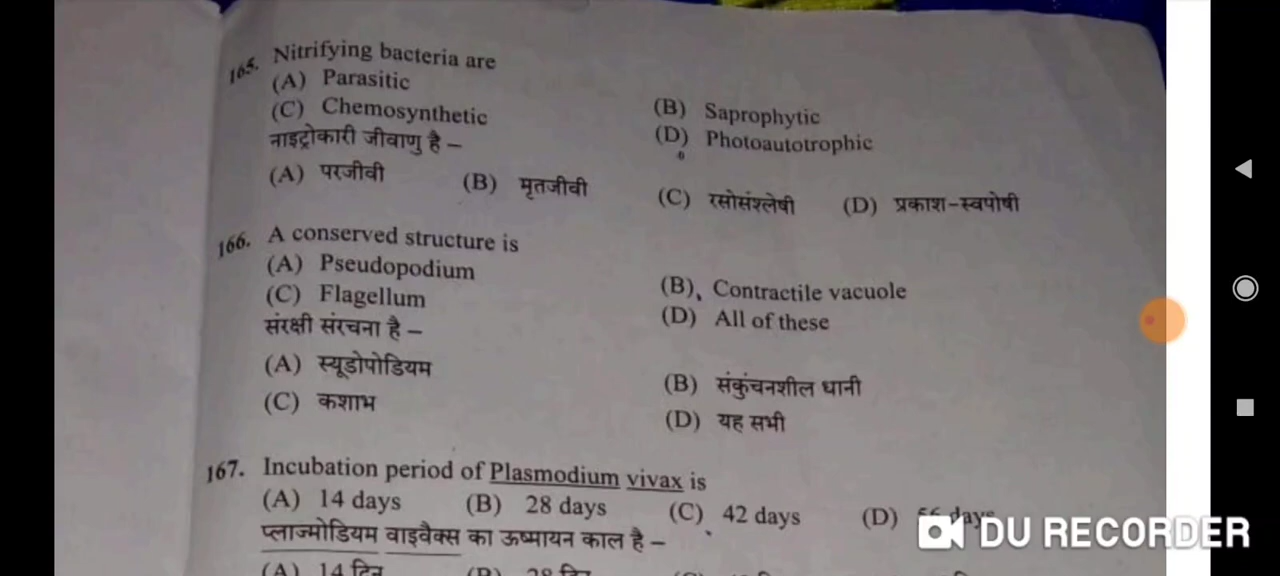 165. Nitrifying bacteria are
(A) Parasitic
(B) Saprophytic
(C) Chemosynthetic
(D) Photoautotrophic
नाइट्रोकारी जीवाणु है –
(A) परजीवी (B) मृतजीवी (C) रसोसंश्लेषी (D) प्रकाश-स्वपोषी
166. A conserved structure is
(A) Pseudopodium
(B) Contractile vacuole
(C) Flagellum
(D) All of these
संरक्षी संरचना है –
(A) स्यूडोपोडियम
(B) संकुंचनशील धानी
(C) कशाभ
(D) यह सभी
167. Incubation period of Plasmodium vivax is
(A) 14 days (B) 28 days (C) 42 days (D)
प्लाज्मोडियम वाइवैक्स का ऊष्मायन काल है –
(A) 14 दिन
DU RECORDER